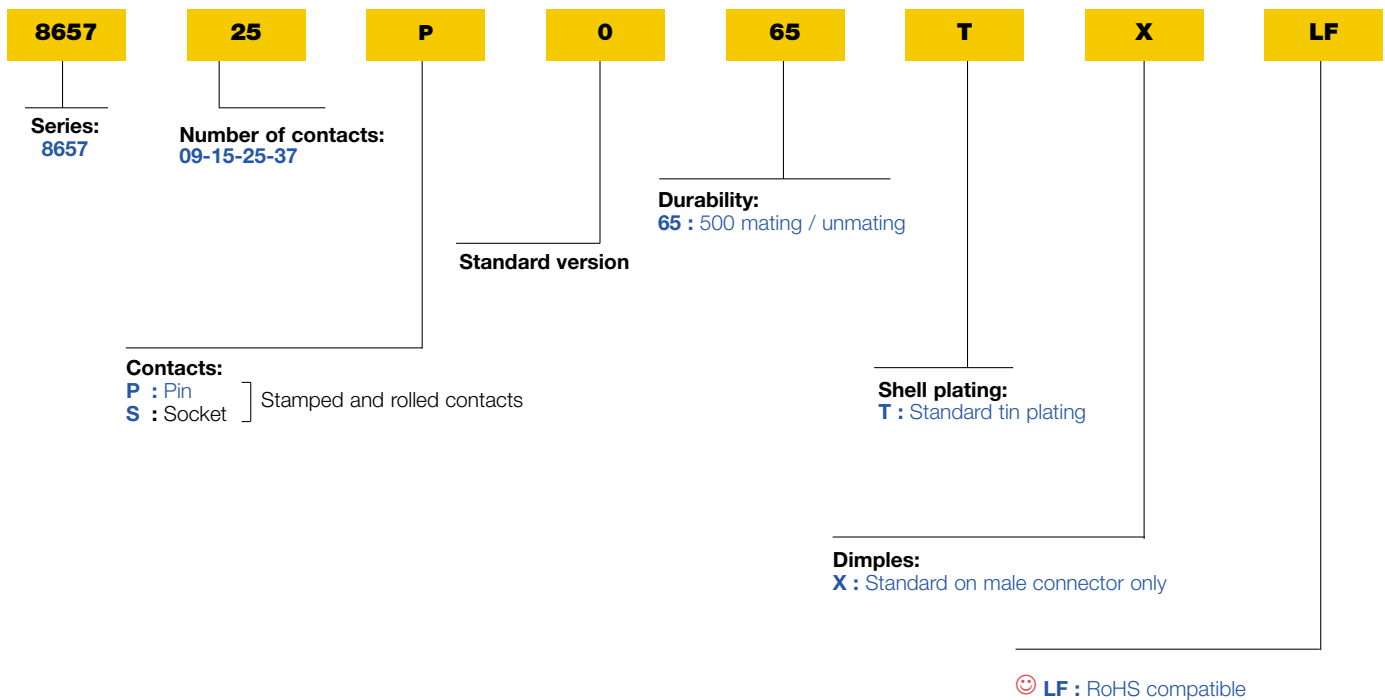 8657 25 P 0 65 T X LF
Series:
8657
Number of contacts:
09-15-25-37
Durability:
65 : 500 mating / unmating
Standard version
Contacts:
P : Pin
S : Socket
Stamped and rolled contacts
Shell plating:
T : Standard tin plating
Dimples:
X : Standard on male connector only
LF : RoHS compatible